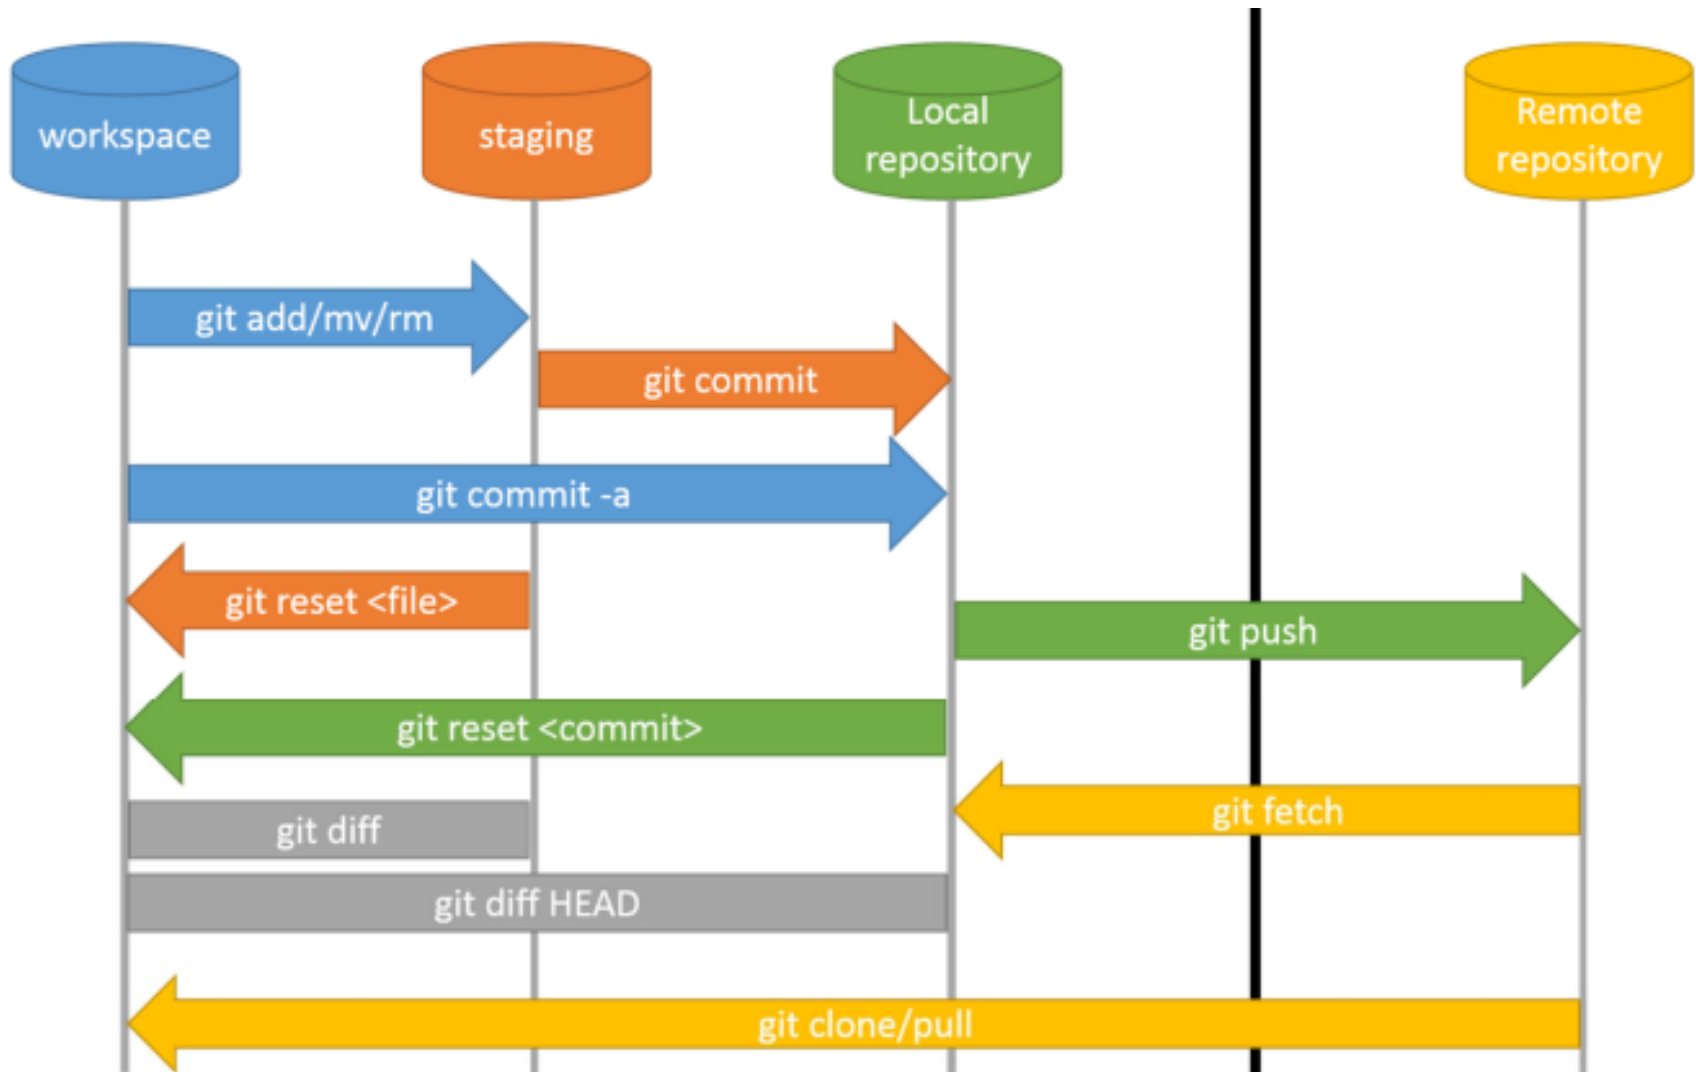 workspace
staging
Local
repository
Remote
repository
git add/mv/rm
git commit
git commit -a
git reset <file>
git push
git reset <commit>
git fetch
git diff
git diff HEAD
git clone/pull